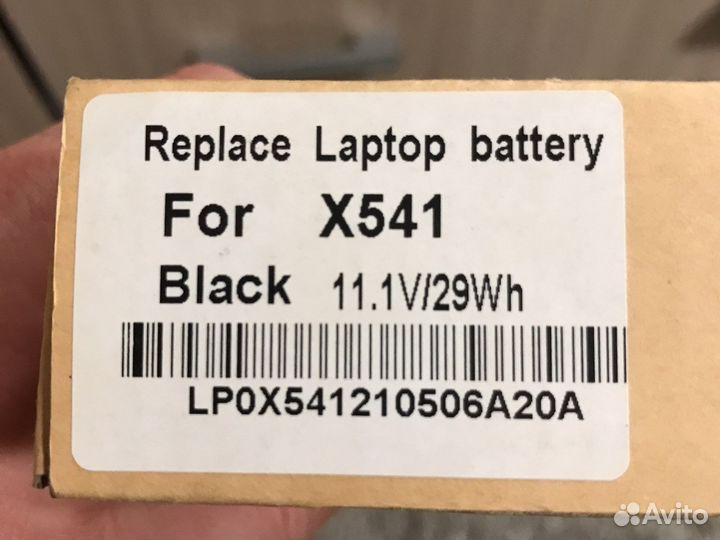 Replace Laptop battery
For X541
Black 11.1V/29Wh
LP0X541210506A20A
Avito